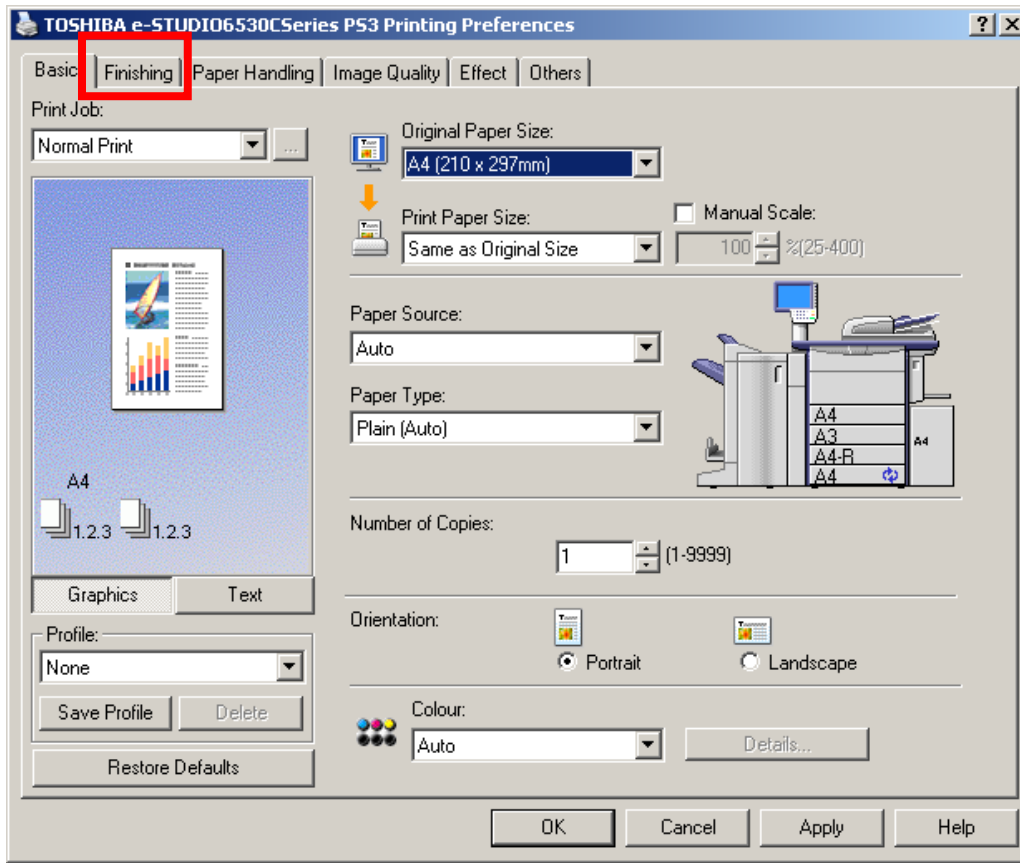 TOSHIBA e-STUDIO6530CSeries PS3 Printing Preferences
Basic Finishing Paper Handling Image Quality Effect Others
Print Job:
Normal Print
...
Original Paper Size:
A4 (210 x 297mm)
Print Paper Size:
Same as Original Size
Manual Scale:
100 %(25-400)
Paper Source:
Auto
Paper Type:
Plain (Auto)
A4
A3
A4-R
A4
A4
Number of Copies:
1 (1-9999)
Orientation:
Portrait Landscape
Colour:
Auto
Details...
A4
1.2.3 1.2.3
Graphics Text
Profile:
None
Save Profile Delete
Restore Defaults
OK Cancel Apply Help